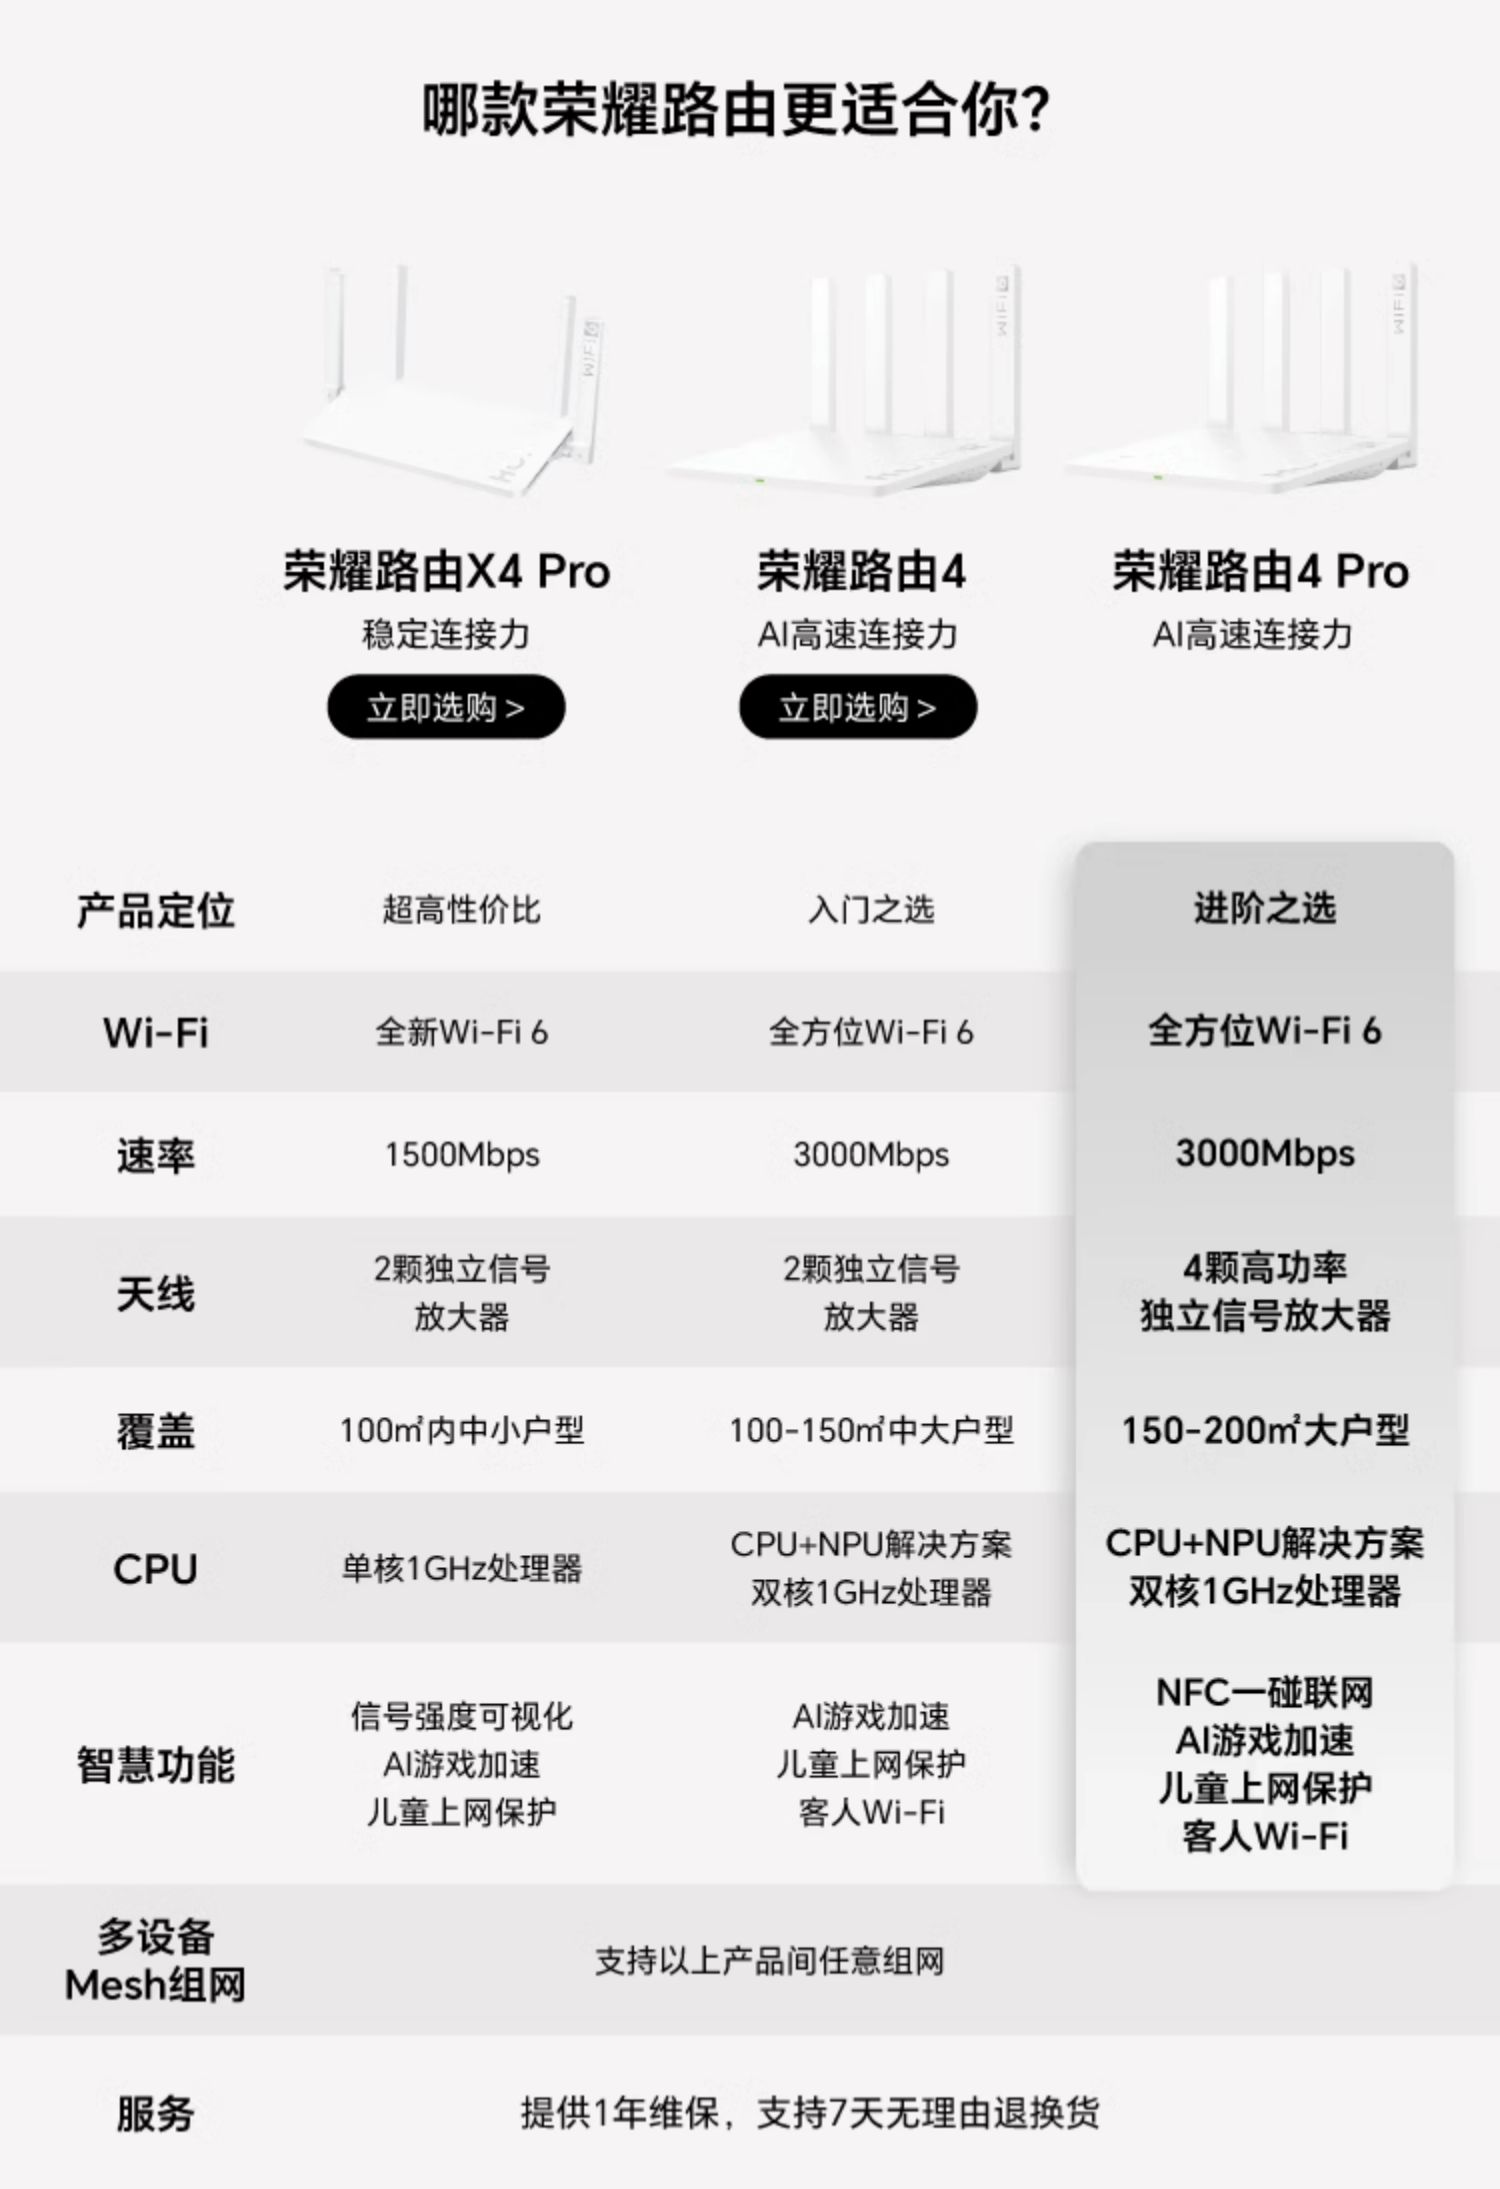 哪款荣耀路由更适合你?
WiFi6
WiFi6
WiFi6
荣耀路由X4 Pro
荣耀路由4
荣耀路由4 Pro
稳定连接力
AI高速连接力
AI高速连接力
立即选购 >
立即选购 >
产品定位
超高性价比
入门之选
进阶之选
Wi-Fi
全新Wi-Fi 6
全方位Wi-Fi 6
全方位Wi-Fi 6
速率
1500Mbps
3000Mbps
3000Mbps
天线
2颗独立信号
放大器
2颗独立信号
放大器
4颗高功率
独立信号放大器
覆盖
100㎡内中小户型
100-150㎡中大户型
150-200㎡大户型
CPU
单核1GHz处理器
CPU+NPU解决方案
双核1GHz处理器
CPU+NPU解决方案
双核1GHz处理器
智慧功能
信号强度可视化
AI游戏加速
儿童上网保护
AI游戏加速
儿童上网保护
客人Wi-Fi
NFC一碰联网
AI游戏加速
儿童上网保护
客人Wi-Fi
多设备
Mesh组网
支持以上产品间任意组网
服务
提供1年维保，支持7天无理由退换货